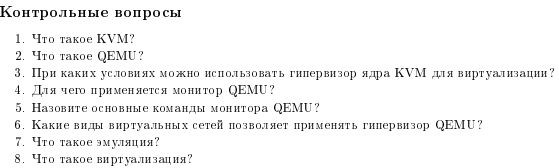 Контрольные вопросы
1. Что такое KVM?
2. Что такое QEMU?
3. При каких условиях можно использовать гипервизор ядра KVM для виртуализации?
4. Для чего применяется монитор QEMU?
5. Назовите основные команды монитора QEMU?
6. Какие виды виртуальных сетей позволяет применять гипервизор QEMU?
7. Что такое эмуляция?
8. Что такое виртуализация?